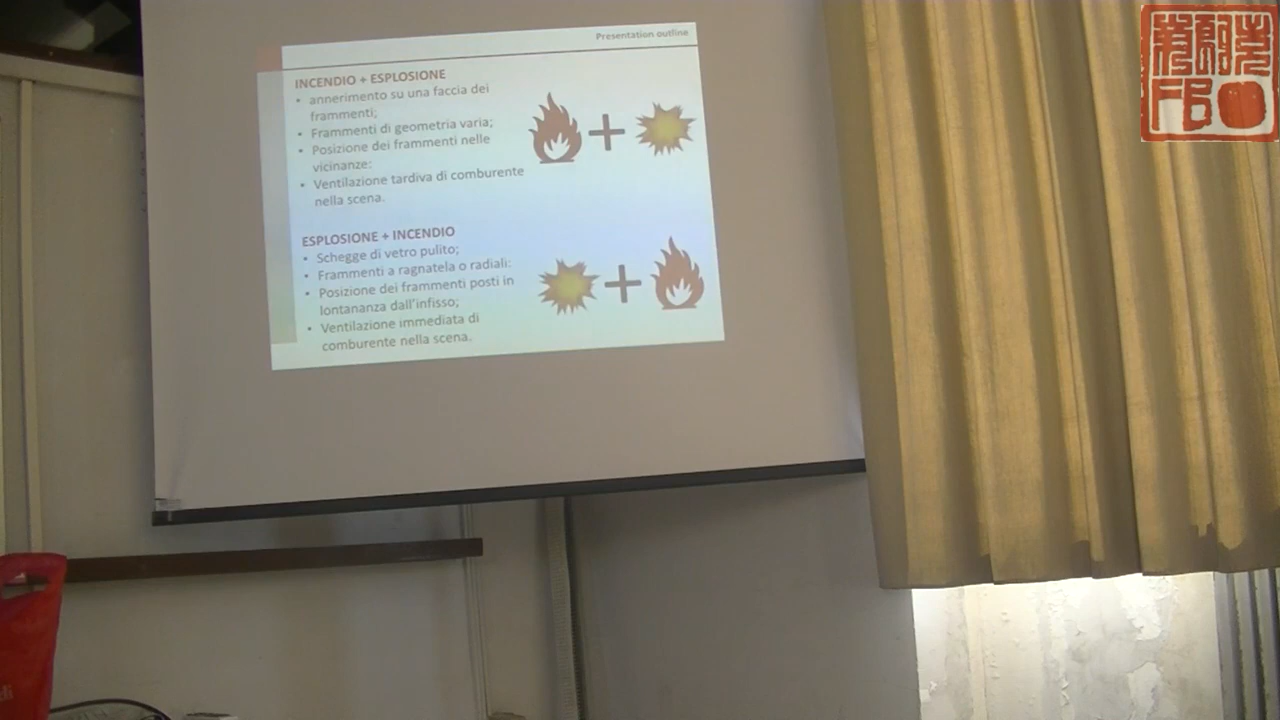 Presentation outline
INCENDIO + ESPLOSIONE
• annerimento su una faccia dei
frammenti;
• Frammenti di geometria varia;
• Posizione dei frammenti nelle
vicinanze:
• Ventilazione tardiva di comburente
nella scena.
ESPLOSIONE + INCENDIO
• Schegge di vetro pulito;
• Frammenti a ragnatela o radiali:
• Posizione dei frammenti posti in
lontananza dall'infisso;
• Ventilazione immediata di
comburente nella scena.